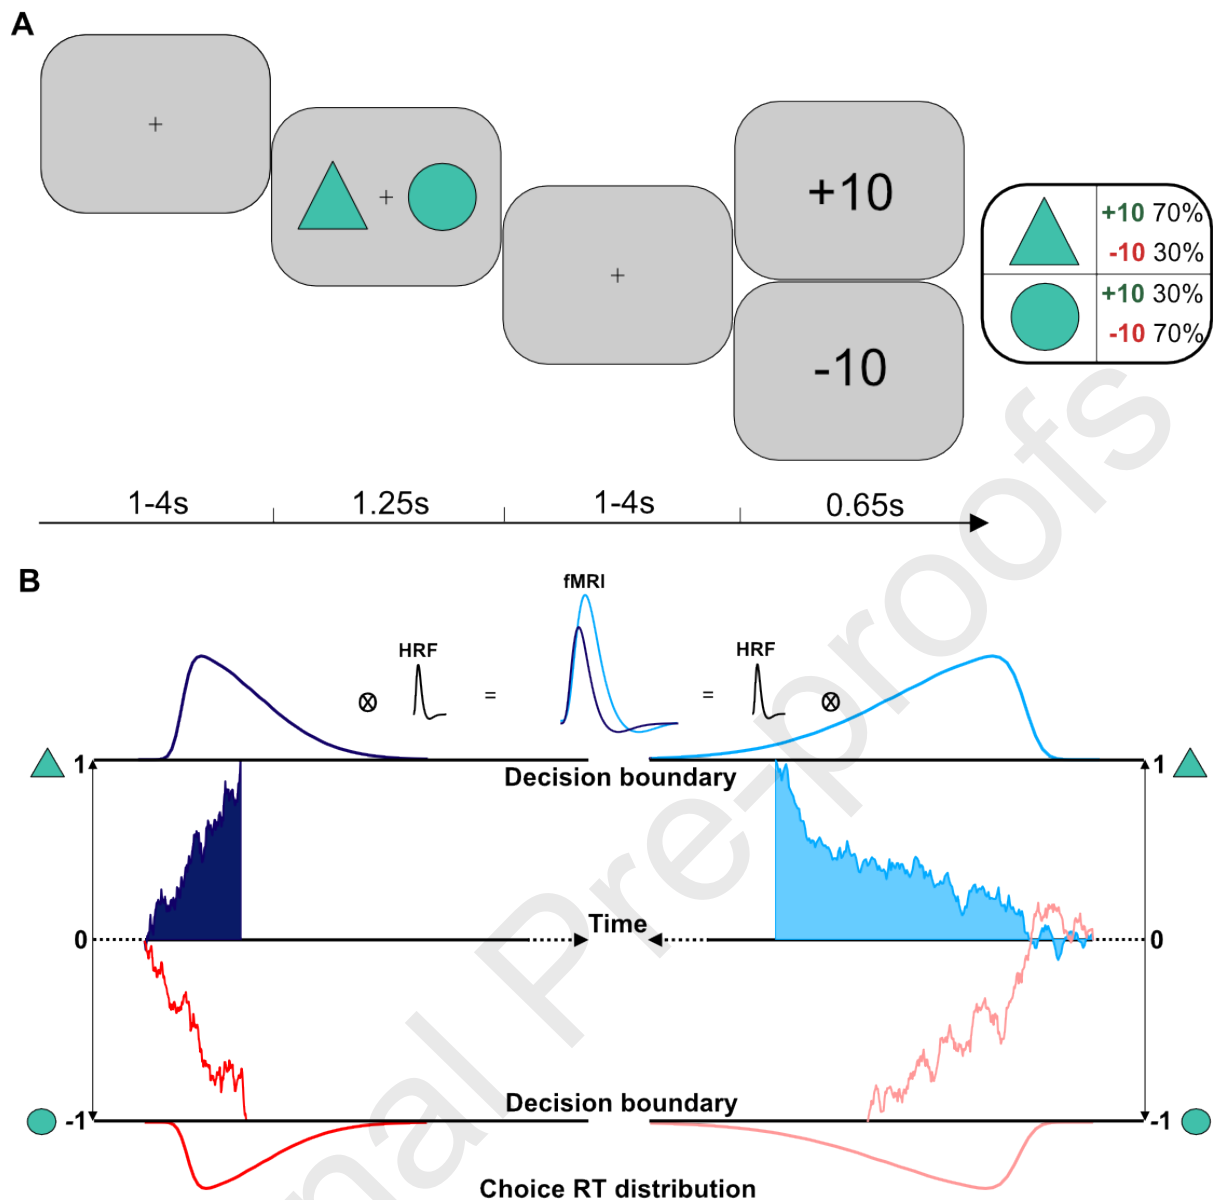 A
+10
-10
+10 70%
-10 30%
+10 30%
-10 70%
1-4s
1.25s
1-4s
0.65s
B
fMRI
HRF
=
=
HRF
1
Decision boundary
1
0
Time
0
-1
Decision boundary
-1
Choice RT distribution
nal Pre-proofs